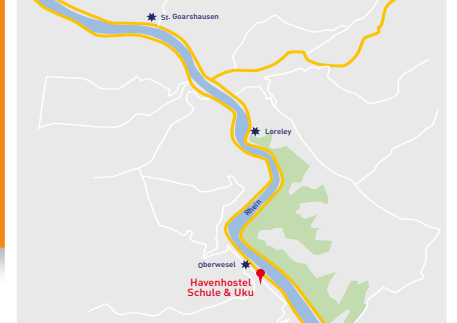 St. Goarshausen
Loreley
Rhein
Oberwesel
Havenhostel
Schule & Uku